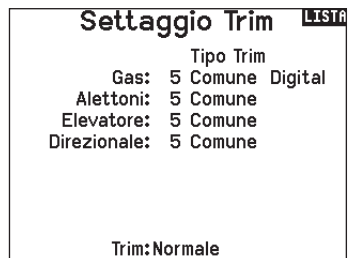 Settaggio Trim LISTA
Tipo Trim
Gas: 5 Comune Digital
Alettoni: 5 Comune
Elevatore: 5 Comune
Direzionale: 5 Comune
Trim: Normale